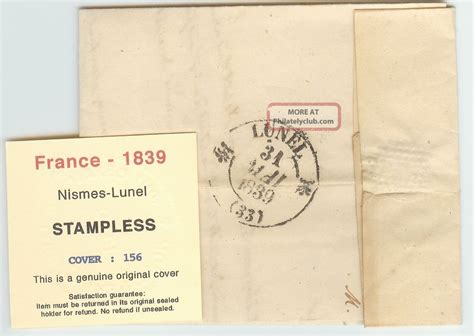 MORE AT
Philatelyclub.com
LUNEL
31
MAI
1839
(33)
France - 1839
Nismes-Lunel
STAMPLESS
COVER : 156
This is a genuine original cover
Satisfaction guarantee:
Item must be returned in its original sealed
holder for refund. No refund if unsealed.
M.